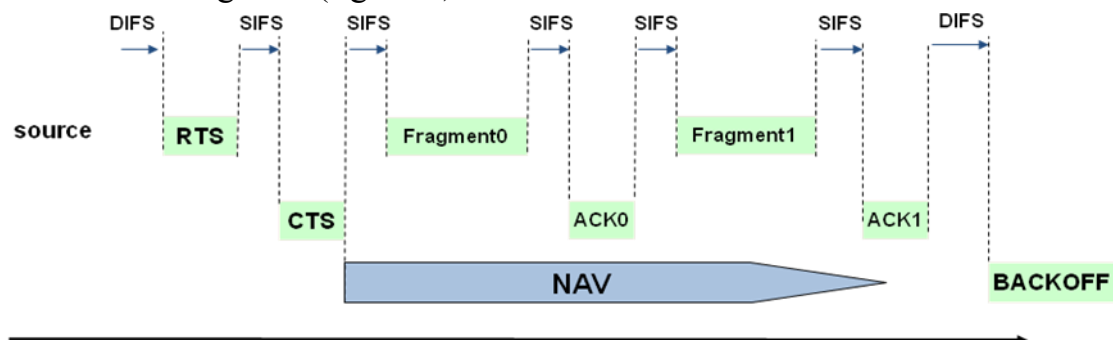 DIFS SIFS SIFS SIFS SIFS SIFS DIFS
source RTS Fragment0 Fragment1
CTS ACK0 ACK1
NAV BACKOFF